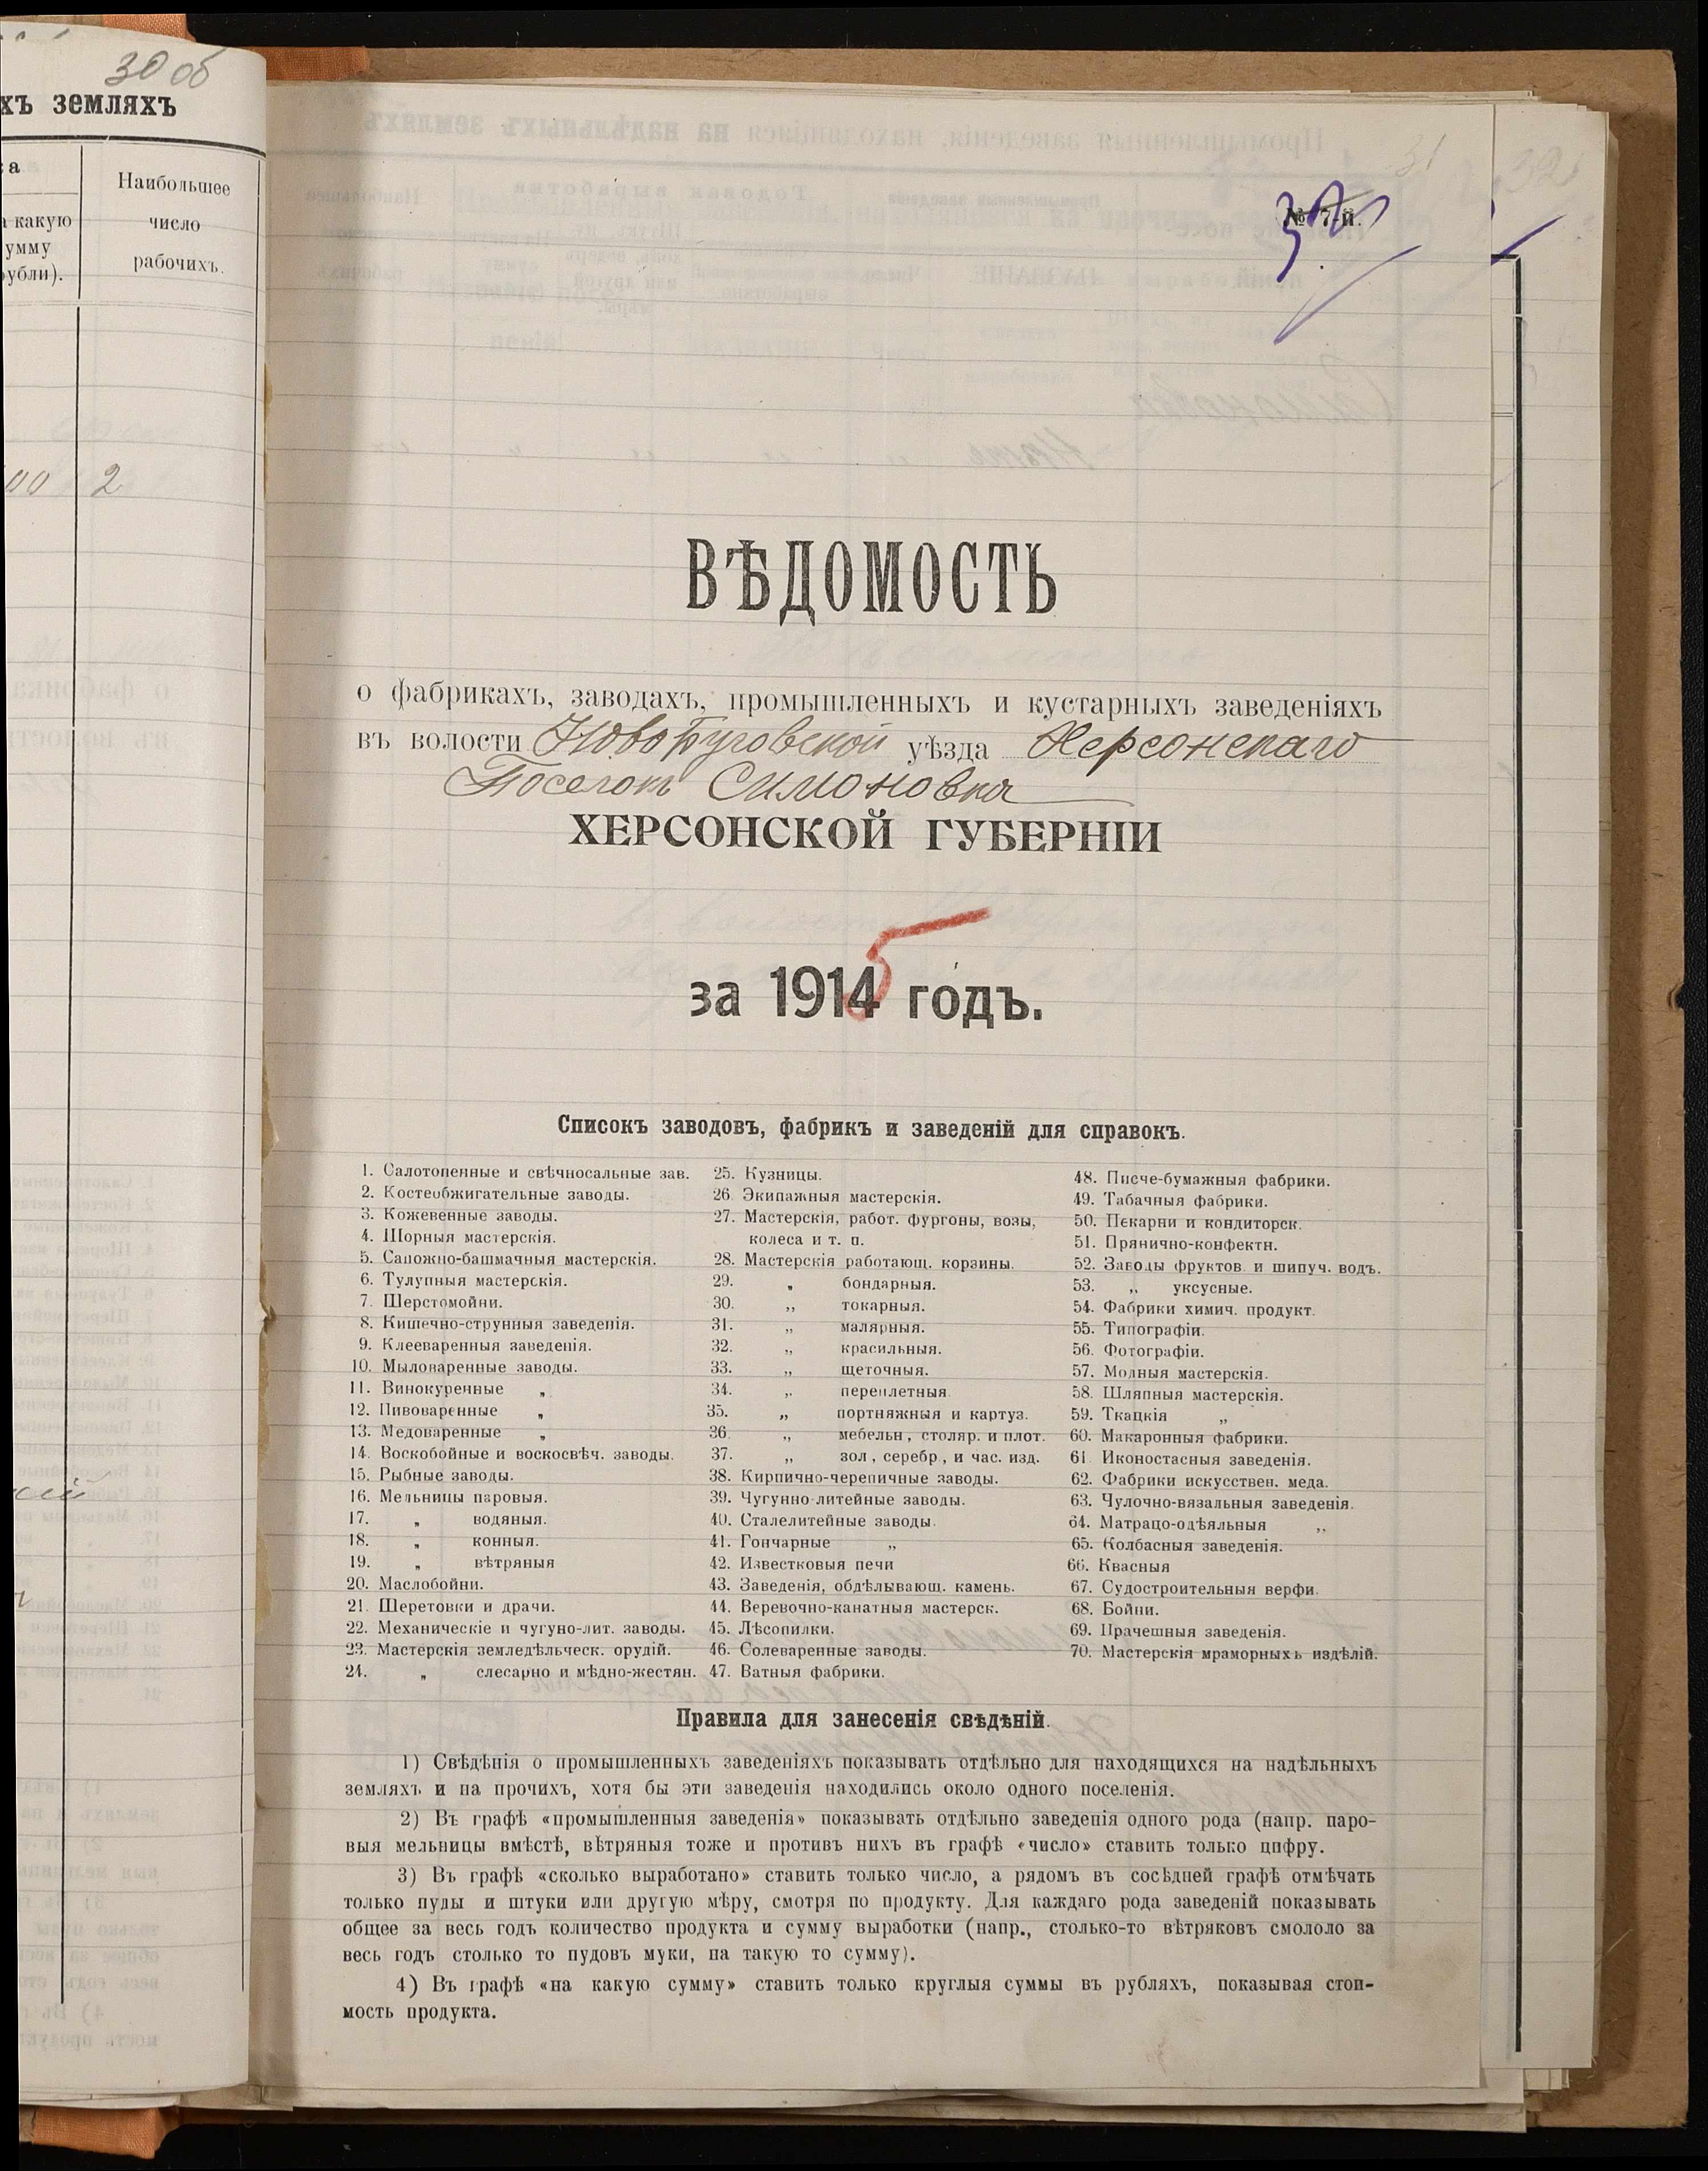 30 об
хъ земляхъ
ка
Наибольшее
а какую
число
умму
рабочихъ.
рубли).
00 2
31
32
№ 7-й.
ВѢДОМОСТЬ
о фабрикахъ, заводахъ, промышленныхъ и кустарныхъ заведеніяхъ
въ волости Новобуговской уѣзда Херсонскаго
Поселок Симоновка
ХЕРСОНСКОЙ ГУБЕРНІИ
за 1914 5 годъ.
Списокъ заводовъ, фабрикъ и заведеній для справокъ.
1. Салотопенные и свѣчносальные зав.
2. Костеобжигательные заводы.
3. Кожевенные заводы.
4. Шорныя мастерскія.
5. Сапожно-башмачныя мастерскія.
6. Тулупныя мастерскія.
7. Шерстомойни.
8. Кишечно-струнныя заведенія.
9. Клееваренныя заведенія.
10. Мыловаренные заводы.
11. Винокуренные „
12. Пивоваренные „
13. Медоваренные „
14. Воскобойные и воскосвѣч. заводы.
15. Рыбные заводы.
16. Мельницы паровыя.
17. „ водяныя.
18. „ конныя.
19. „ вѣтряныя
20. Маслобойни.
21. Шеретовки и драчи.
22. Механическіе и чугуно-лит. заводы.
23. Мастерскія земледѣльческ. орудій.
24. „ слесарно и мѣдно-жестян.
25. Кузницы.
26. Экипажныя мастерскія.
27. Мастерскія, работ. фургоны, возы,
колеса и т. п.
28. Мастерскія работающ. корзины.
29. „ бондарныя.
30. „ токарныя.
31. „ малярныя.
32. „ красильныя.
33. „ щеточныя.
34. „ переплетныя.
35. „ портняжныя и картуз.
36. „ мебельн, столяр. и плот.
37. „ зол, серебр, и час. изд.
38. Кирпично-черепичные заводы.
39. Чугунно-литейные заводы.
40. Сталелитейные заводы.
41. Гончарные „
42. Известковыя печи
43. Заведенія, обдѣлывающ. камень.
44. Веревочно-канатныя мастерск.
45. Лѣсопилки.
46. Солеваренные заводы.
47. Ватныя фабрики.
48. Писче-бумажныя фабрики.
49. Табачныя фабрики.
50. Пекарни и кондиторск.
51. Прянично-конфектн.
52. Заводы фруктов. и шипуч. водъ.
53. „ уксусные.
54. Фабрики химич. продукт.
55. Типографіи.
56. Фотографіи.
57. Модныя мастерскія.
58. Шляпныя мастерскія.
59. Ткацкія „
60. Макаронныя фабрики.
61. Иконостасныя заведенія.
62. Фабрики искусствен. меда.
63. Чулочно-вязальныя заведенія.
64. Матрацо-одѣяльныя „
65. Колбасныя заведенія.
66. Квасныя
67. Судостроительныя верфи.
68. Бойни.
69. Прачешныя заведенія.
70. Мастерскія мраморныхъ издѣлій.
Правила для занесенія свѣдѣній.
1) Свѣдѣнія о промышленныхъ заведеніяхъ показывать отдѣльно для находящихся на надѣльныхъ
земляхъ и на прочихъ, хотя бы эти заведенія находились около одного поселенія.
2) Въ графѣ «промышленныя заведенія» показывать отдѣльно заведенія одного рода (напр. паро-
выя мельницы вмѣстѣ, вѣтряныя тоже и противъ нихъ въ графѣ «число» ставить только цифру.
3) Въ графѣ «сколько выработано» ставить только число, а рядомъ въ сосѣдней графѣ отмѣчать
только пуды и штуки или другую мѣру, смотря по продукту. Для каждаго рода заведеній показывать
общее за весь годъ количество продукта и сумму выработки (напр., столько-то вѣтряковъ смололо за
весь годъ столько то пудовъ муки, на такую то сумму).
4) Въ графѣ «на какую сумму» ставить только круглыя суммы въ рубляхъ, показывая стои-
мость продукта.